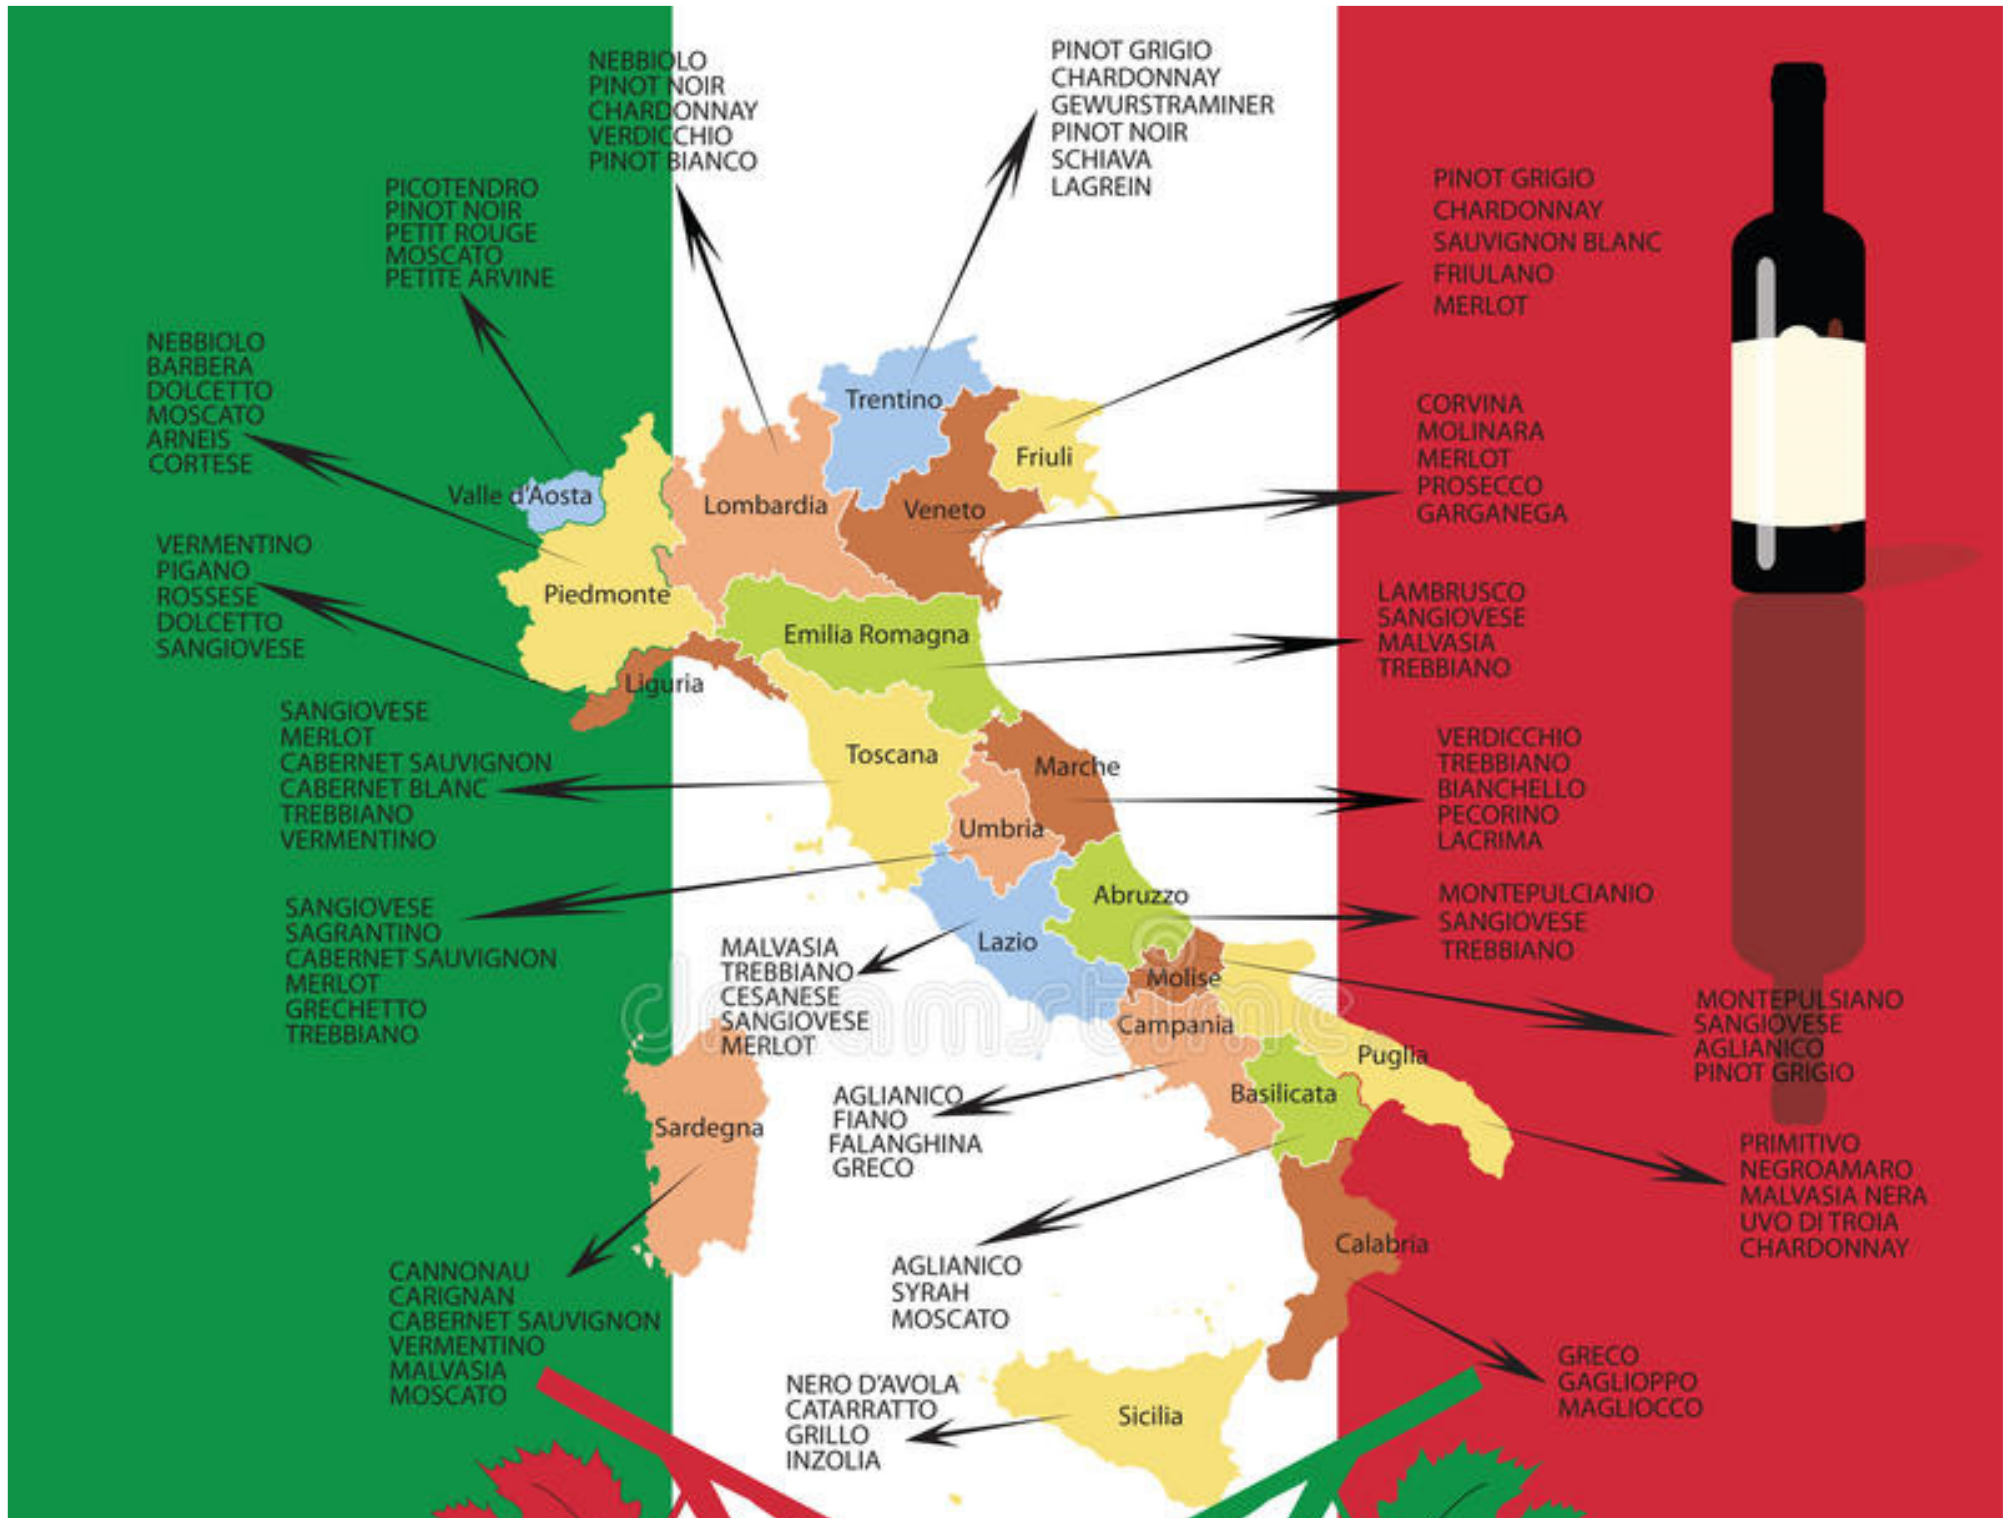 NEBBIOLO
PINOT NOIR
CHARDONNAY
VERDICCHIO
PINOT BIANCO
PINOT GRIGIO
CHARDONNAY
GEWURSTRAMINER
PINOT NOIR
SCHIAVA
LAGREIN
PICOTENDRO
PINOT NOIR
PETIT ROUGE
MOSCATO
PETITE ARVINE
PINOT GRIGIO
CHARDONNAY
SAUVIGNON BLANC
FRIULANO
MERLOT
NEBBIOLO
BARBERA
DOLCETTO
MOSCATO
ARNEIS
CORTESE
CORVINA
MOLINARA
MERLOT
PROSECCO
GARGANEGA
Trentino
Friuli
Valle d'Aosta
Lombardia
Veneto
Piedmonte
Emilia Romagna
Liguria
VERMENTINO
PIGANO
ROSSESE
DOLCETTO
SANGIOVESE
LAMBRUSCO
SANGIOVESE
MALVASIA
TREBBIANO
SANGIOVESE
MERLOT
CABERNET SAUVIGNON
CABERNET BLANC
TREBBIANO
VERMENTINO
Toscana
Marche
Umbria
VERDICCHIO
TREBBIANO
BIANCHELLO
PECORINO
LACRIMA
SANGIOVESE
SAGRANTINO
CABERNET SAUVIGNON
MERLOT
GRECHETTO
TREBBIANO
Abruzzo
Lazio
Molise
MONTEPULCIANIO
SANGIOVESE
TREBBIANO
MALVASIA
TREBBIANO
CESANESE
SANGIOVESE
MERLOT
dreamstime
Campania
Puglia
Basilicata
MONTEPULSIANO
SANGIOVESE
AGLIANICO
PINOT GRIGIO
AGLIANICO
FIANO
FALANGHINA
GRECO
Sardegna
PRIMITIVO
NEGROAMARO
MALVASIA NERA
UVO DI TROIA
CHARDONNAY
Calabria
CANNONAU
CARIGNAN
CABERNET SAUVIGNON
VERMENTINO
MALVASIA
MOSCATO
AGLIANICO
SYRAH
MOSCATO
GRECO
GAGLIOPPO
MAGLIOCCO
NERO D'AVOLA
CATARRATTO
GRILLO
INZOLIA
Sicilia